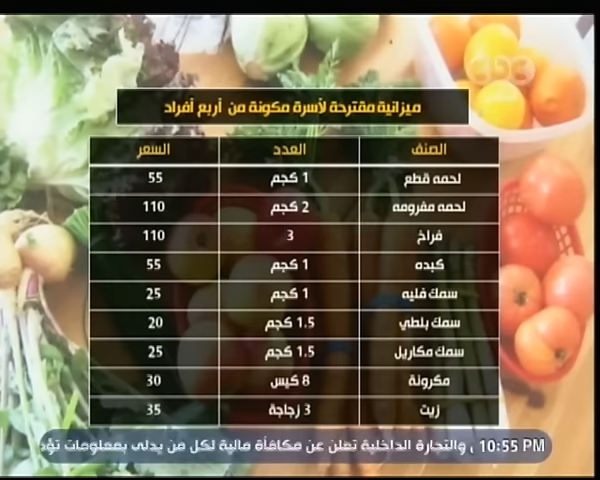 CBC
ميزانية مقترحة لأسرة مكونة من أربع أفراد
الصنف العدد السعر
لحمه قطع 1 كجم 55
لحمه مفرومه 2 كجم 110
فراخ 3 110
كبده 1 كجم 55
سمك فليه 1 كجم 25
سمك بلطي 1.5 كجم 20
سمك مكاريل 1.5 كجم 25
مكرونة 8 كيس 30
زيت 3 زجاجة 35
10:55 PM والتجارة الداخلية تعلن عن مكافأة مالية لكل من يدلى بمعلومات